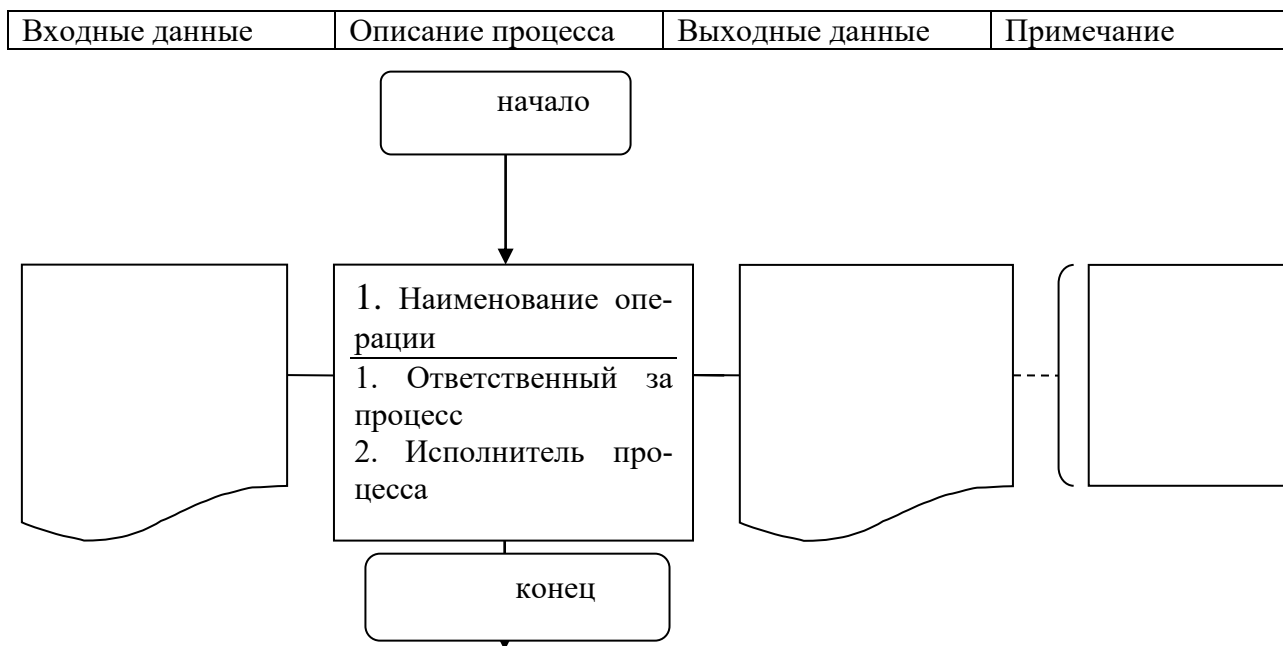 Входные данные Описание процесса Выходные данные Примечание
начало
1. Наименование опе-
рации
1. Ответственный за
процесс
2. Исполнитель про-
цесса
конец